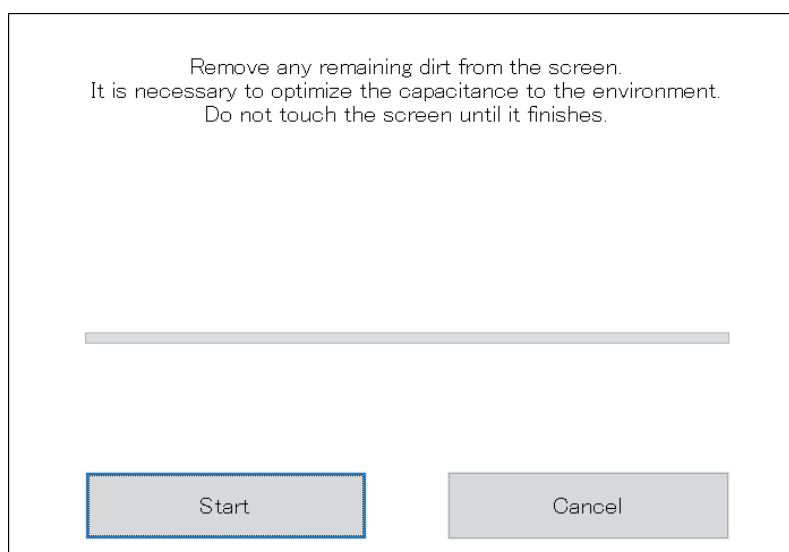 Remove any remaining dirt from the screen.
It is necessary to optimize the capacitance to the environment.
Do not touch the screen until it finishes.
Start
Cancel